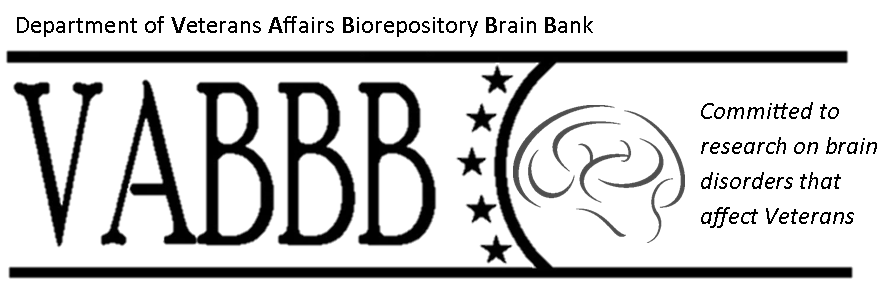 Department of Veterans Affairs Biorepository Brain Bank
VABBB
Committed to
research on brain
disorders that
affect Veterans